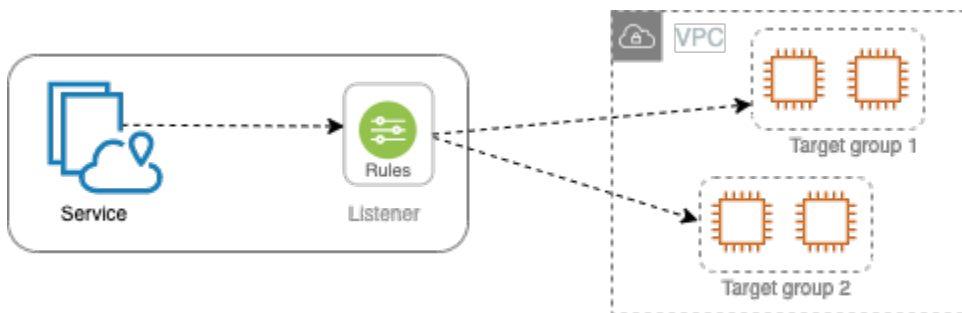 VPC
Target group 1
Rules
Service
Listener
Target group 2